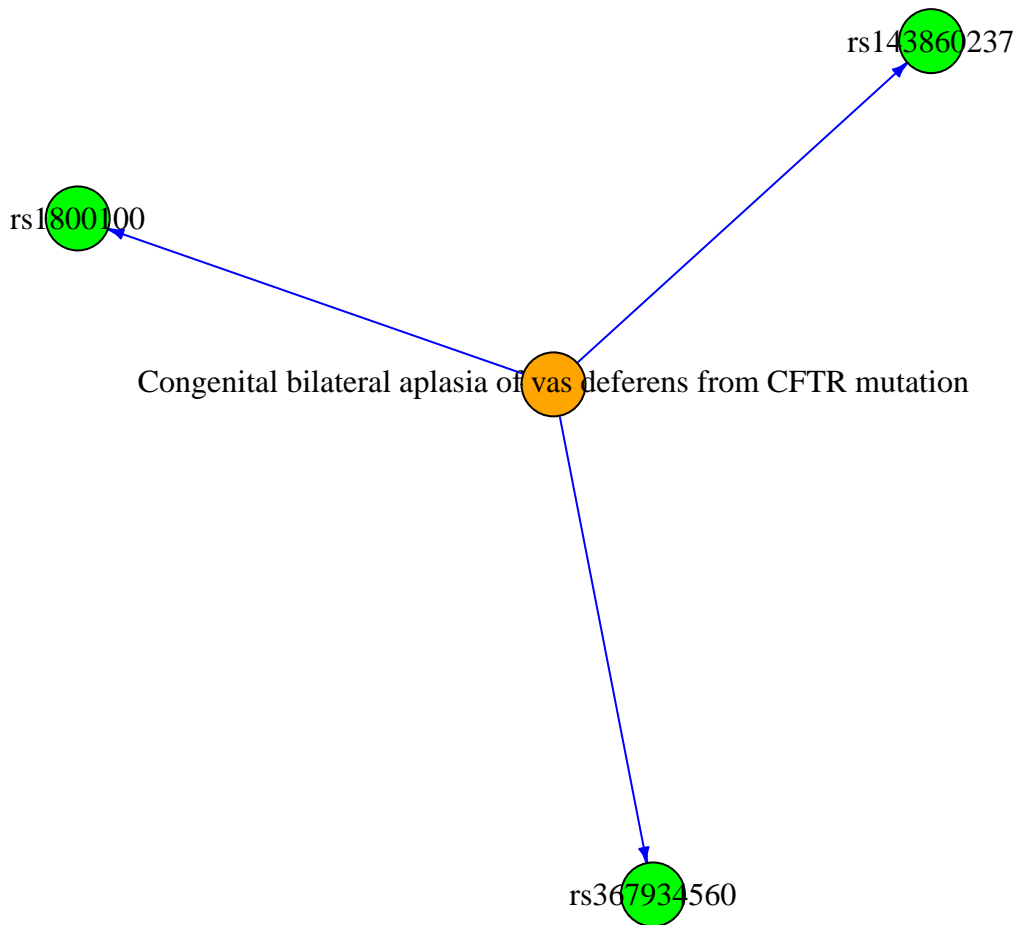 rs143860237
rs1800100
Congenital bilateral aplasia of vas deferens from CFTR mutation
rs367934560